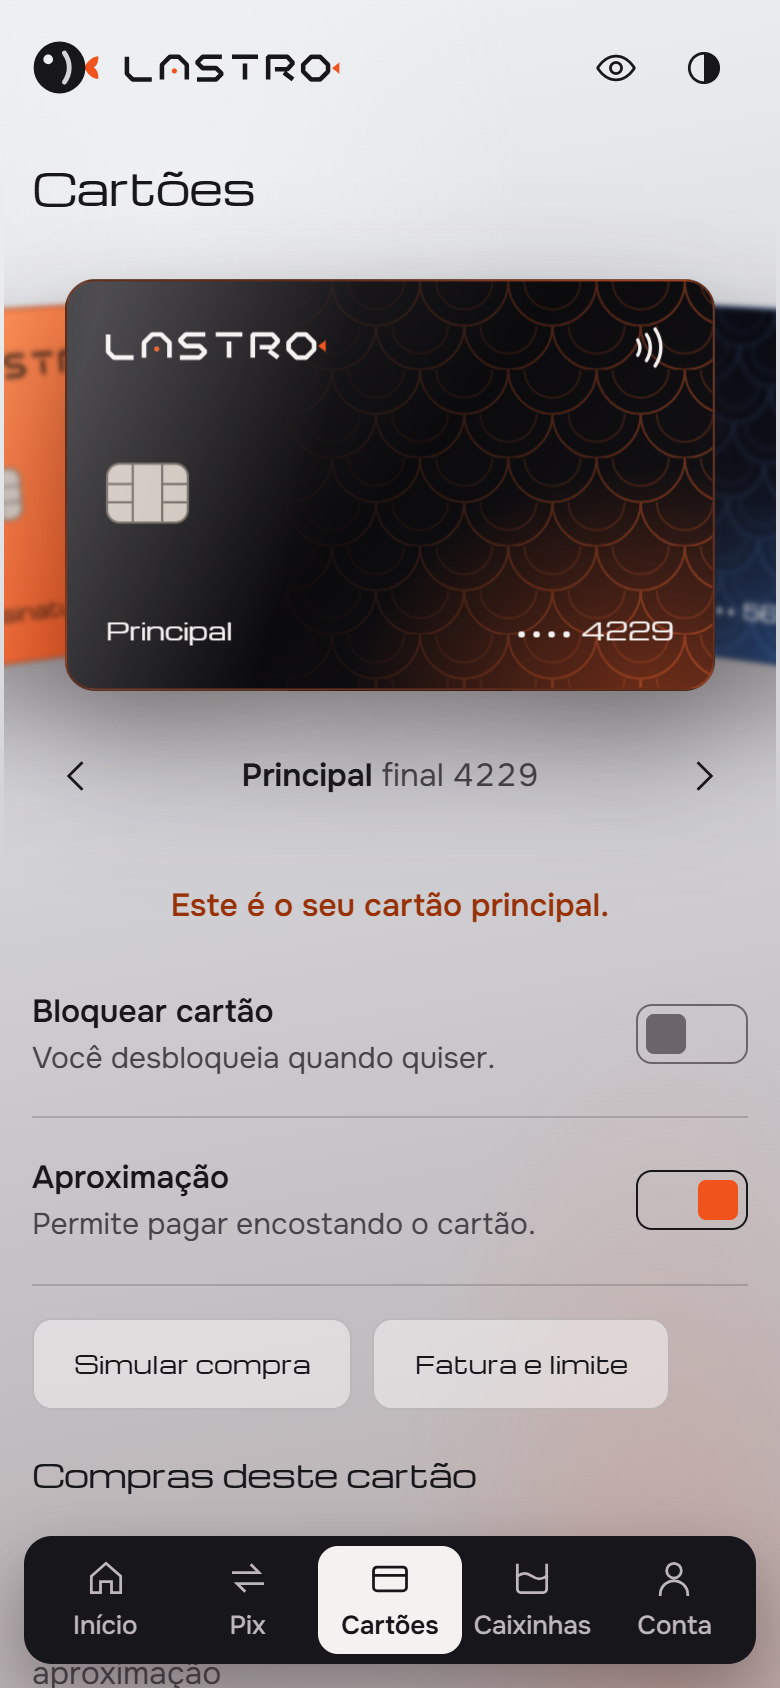 LASTRO
Cartões
LASTRO
Principal
•••• 4229
Principal final 4229
Este é o seu cartão principal.
Bloquear cartão
Você desbloqueia quando quiser.
Aproximação
Permite pagar encostando o cartão.
Simular compra
Fatura e limite
Compras deste cartão
Início
Pix
Cartões
Caixinhas
Conta
aproximação